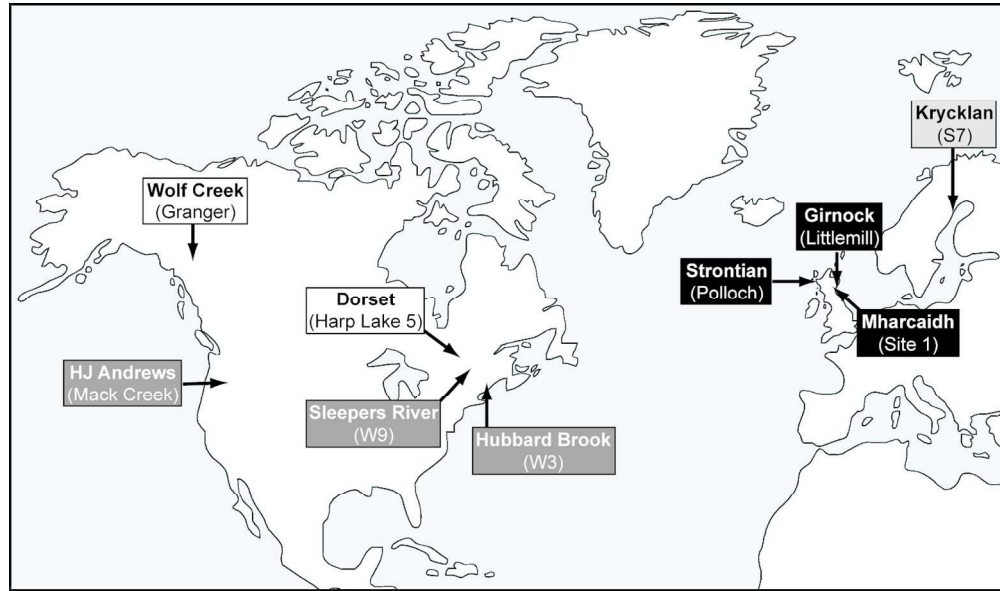 Krycklan
(S7)
Wolf Creek
(Granger)
Girnock
(Littlemill)
Strontian
(Polloch)
Dorset
(Harp Lake 5)
Mharcaidh
(Site 1)
HJ Andrews
(Mack Creek)
Sleepers River
(W9)
Hubbard Brook
(W3)